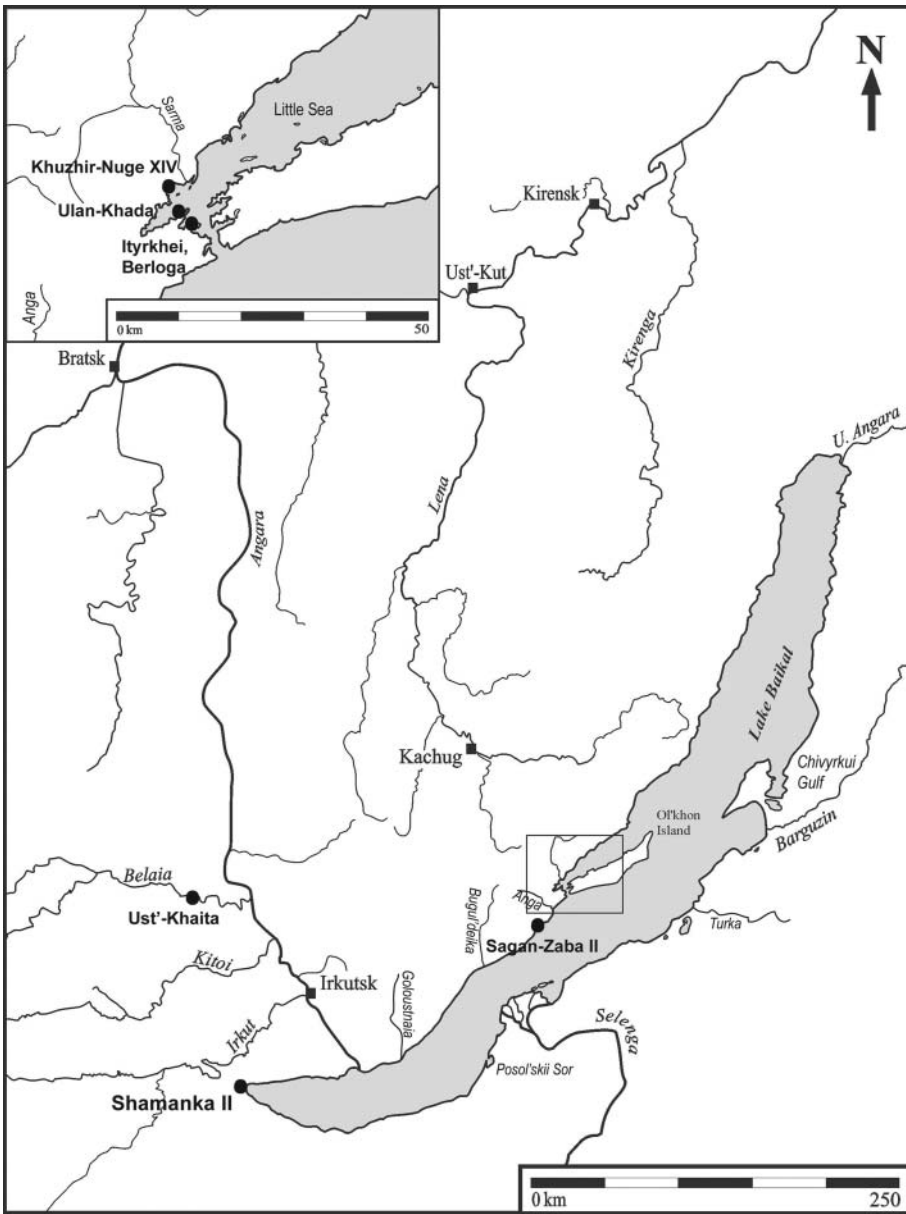 Sarma
Little Sea
Khuzhir-Nuge XIV
Ulan-Khada
Ityrkhei,
Berloga
Anga
0 km
50
N
Kirensk
Ust'-Kut
Kirenga
Bratsk
U. Angara
Lena
Angara
Lake Baikal
Kachug
Chivyrkui
Gulf
Ol'khon
Island
Barguzin
Belaia
Ust'-Khaita
Anga
Bugul'deika
Sagan-Zaba II
Turka
Kitoi
Irkutsk
Goloustnaia
Irkut
Selenga
Posol'skii Sor
Shamanka II
0 km
250